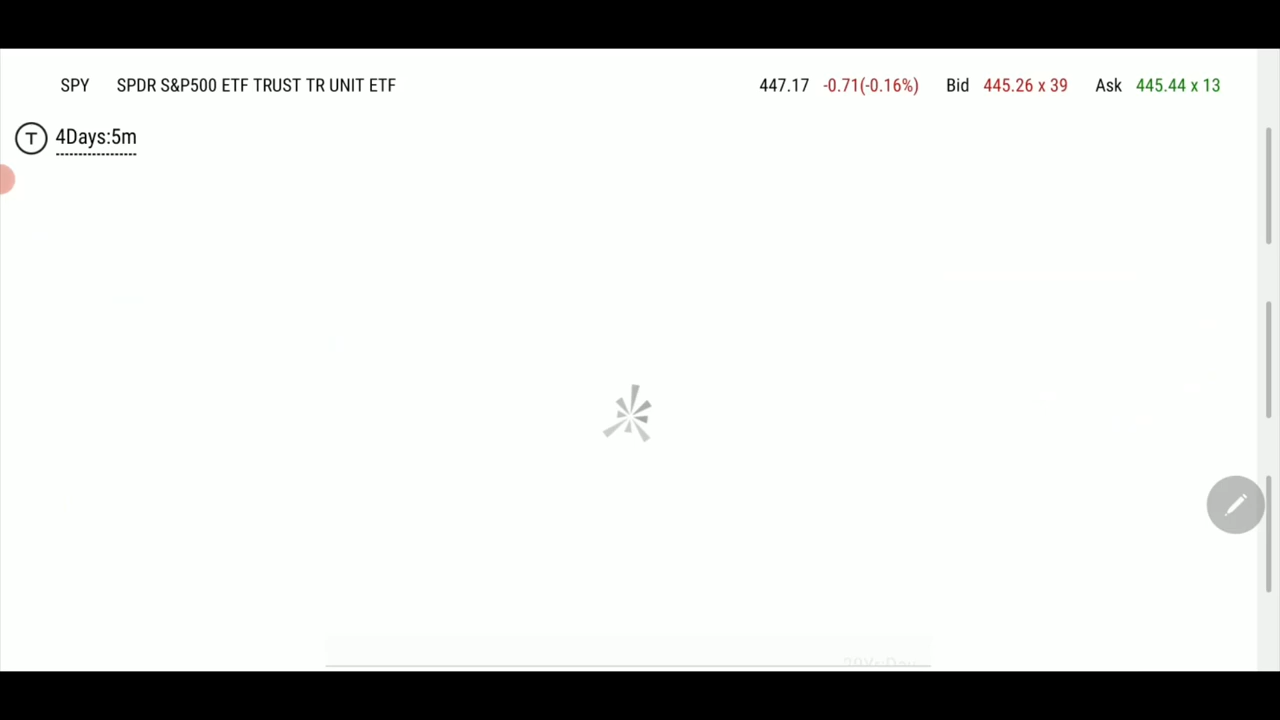 SPY SPDR S&P500 ETF TRUST TR UNIT ETF 447.17 -0.71(-0.16%) Bid 445.26 x 39 Ask 445.44 x 13
T 4Days:5m